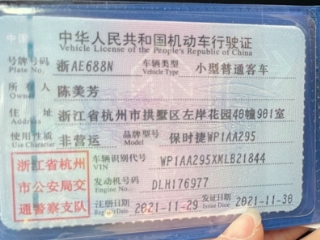 中华人民共和国机动车行驶证
Vehicle License of the People's Republic of China
号牌号码 浙AE688N 车辆类型 小型普通客车
Plate No. Vehicle Type
所有人 陈美芳
Owner
住址 浙江省杭州市拱墅区左岸花园40幢901室
Address
使用性质 非营运 品牌型号 保时捷WP1AA295
Use Character Model
浙江省杭州市公安局交通警察支队
车辆识别代号 WP1AA295XNLB21844
VIN
发动机号码 DLH176977
Engine No.
注册日期 2021-11-29 发证日期 2021-11-30
Register Date Issue Date